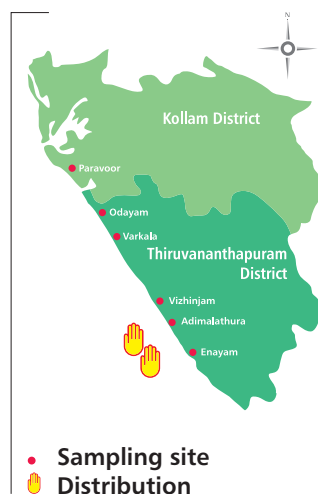 N
Kollam District
Paravoor
Odayam
Varkala
Thiruvananthapuram
District
Vizhinjam
Adimalathura
Enayam
Sampling site
Distribution